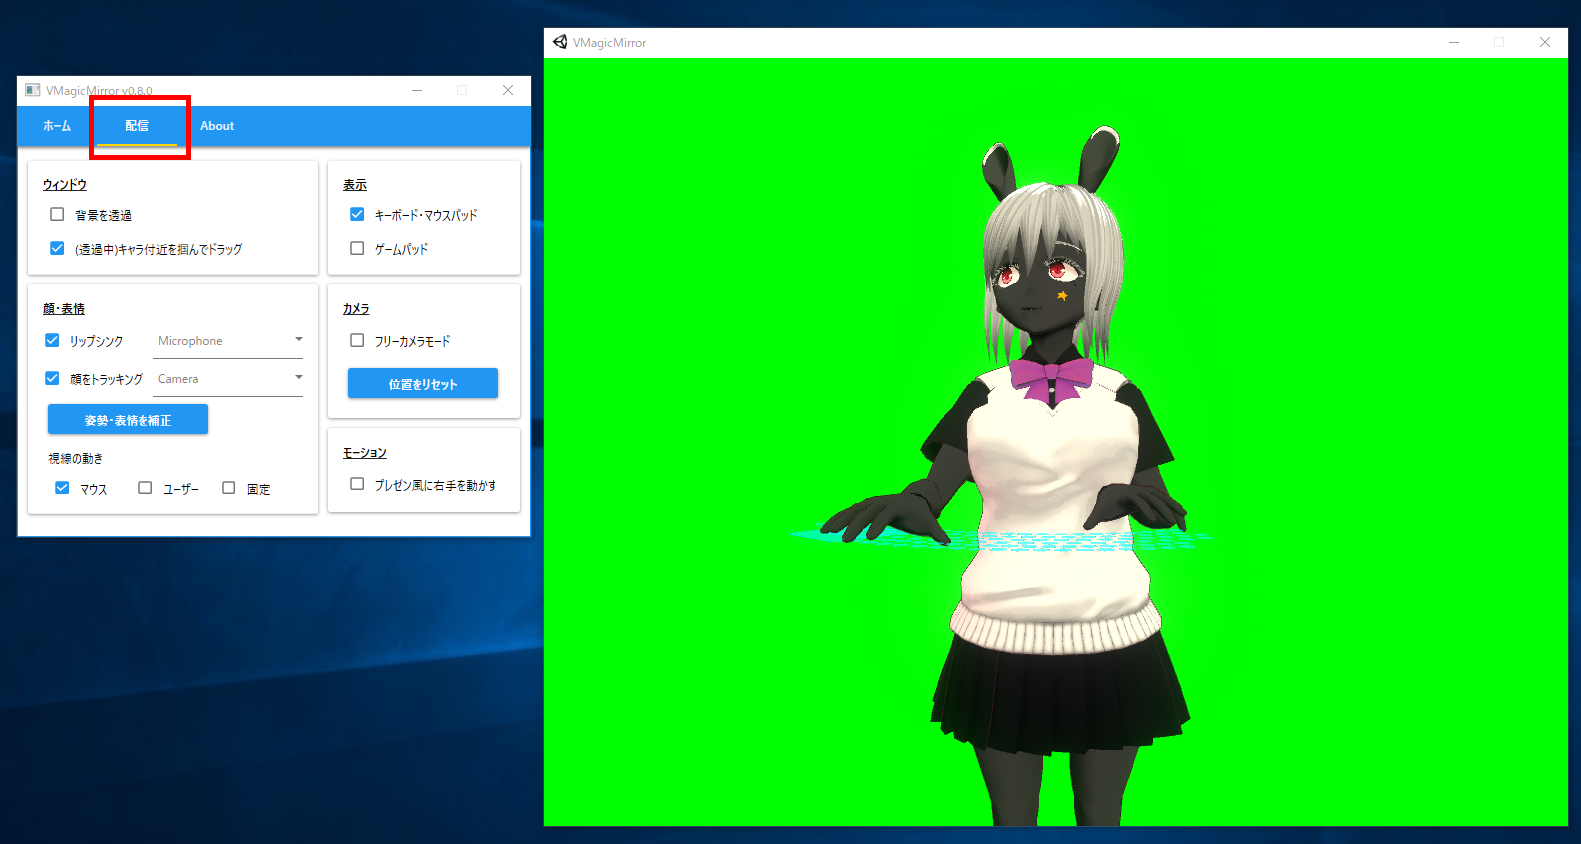 VMagicMirror
VMagicMirror v0.8.0
ホーム
配信
About
ウィンドウ
背景を透過
(透過中)キャラ付近を掴んでドラッグ
表示
キーボード・マウスパッド
ゲームパッド
顔・表情
リップシンク
Microphone
顔をトラッキング
Camera
姿勢・表情を補正
視線の動き
マウス
ユーザー
固定
カメラ
フリーカメラモード
位置をリセット
モーション
プレゼン風に右手を動かす